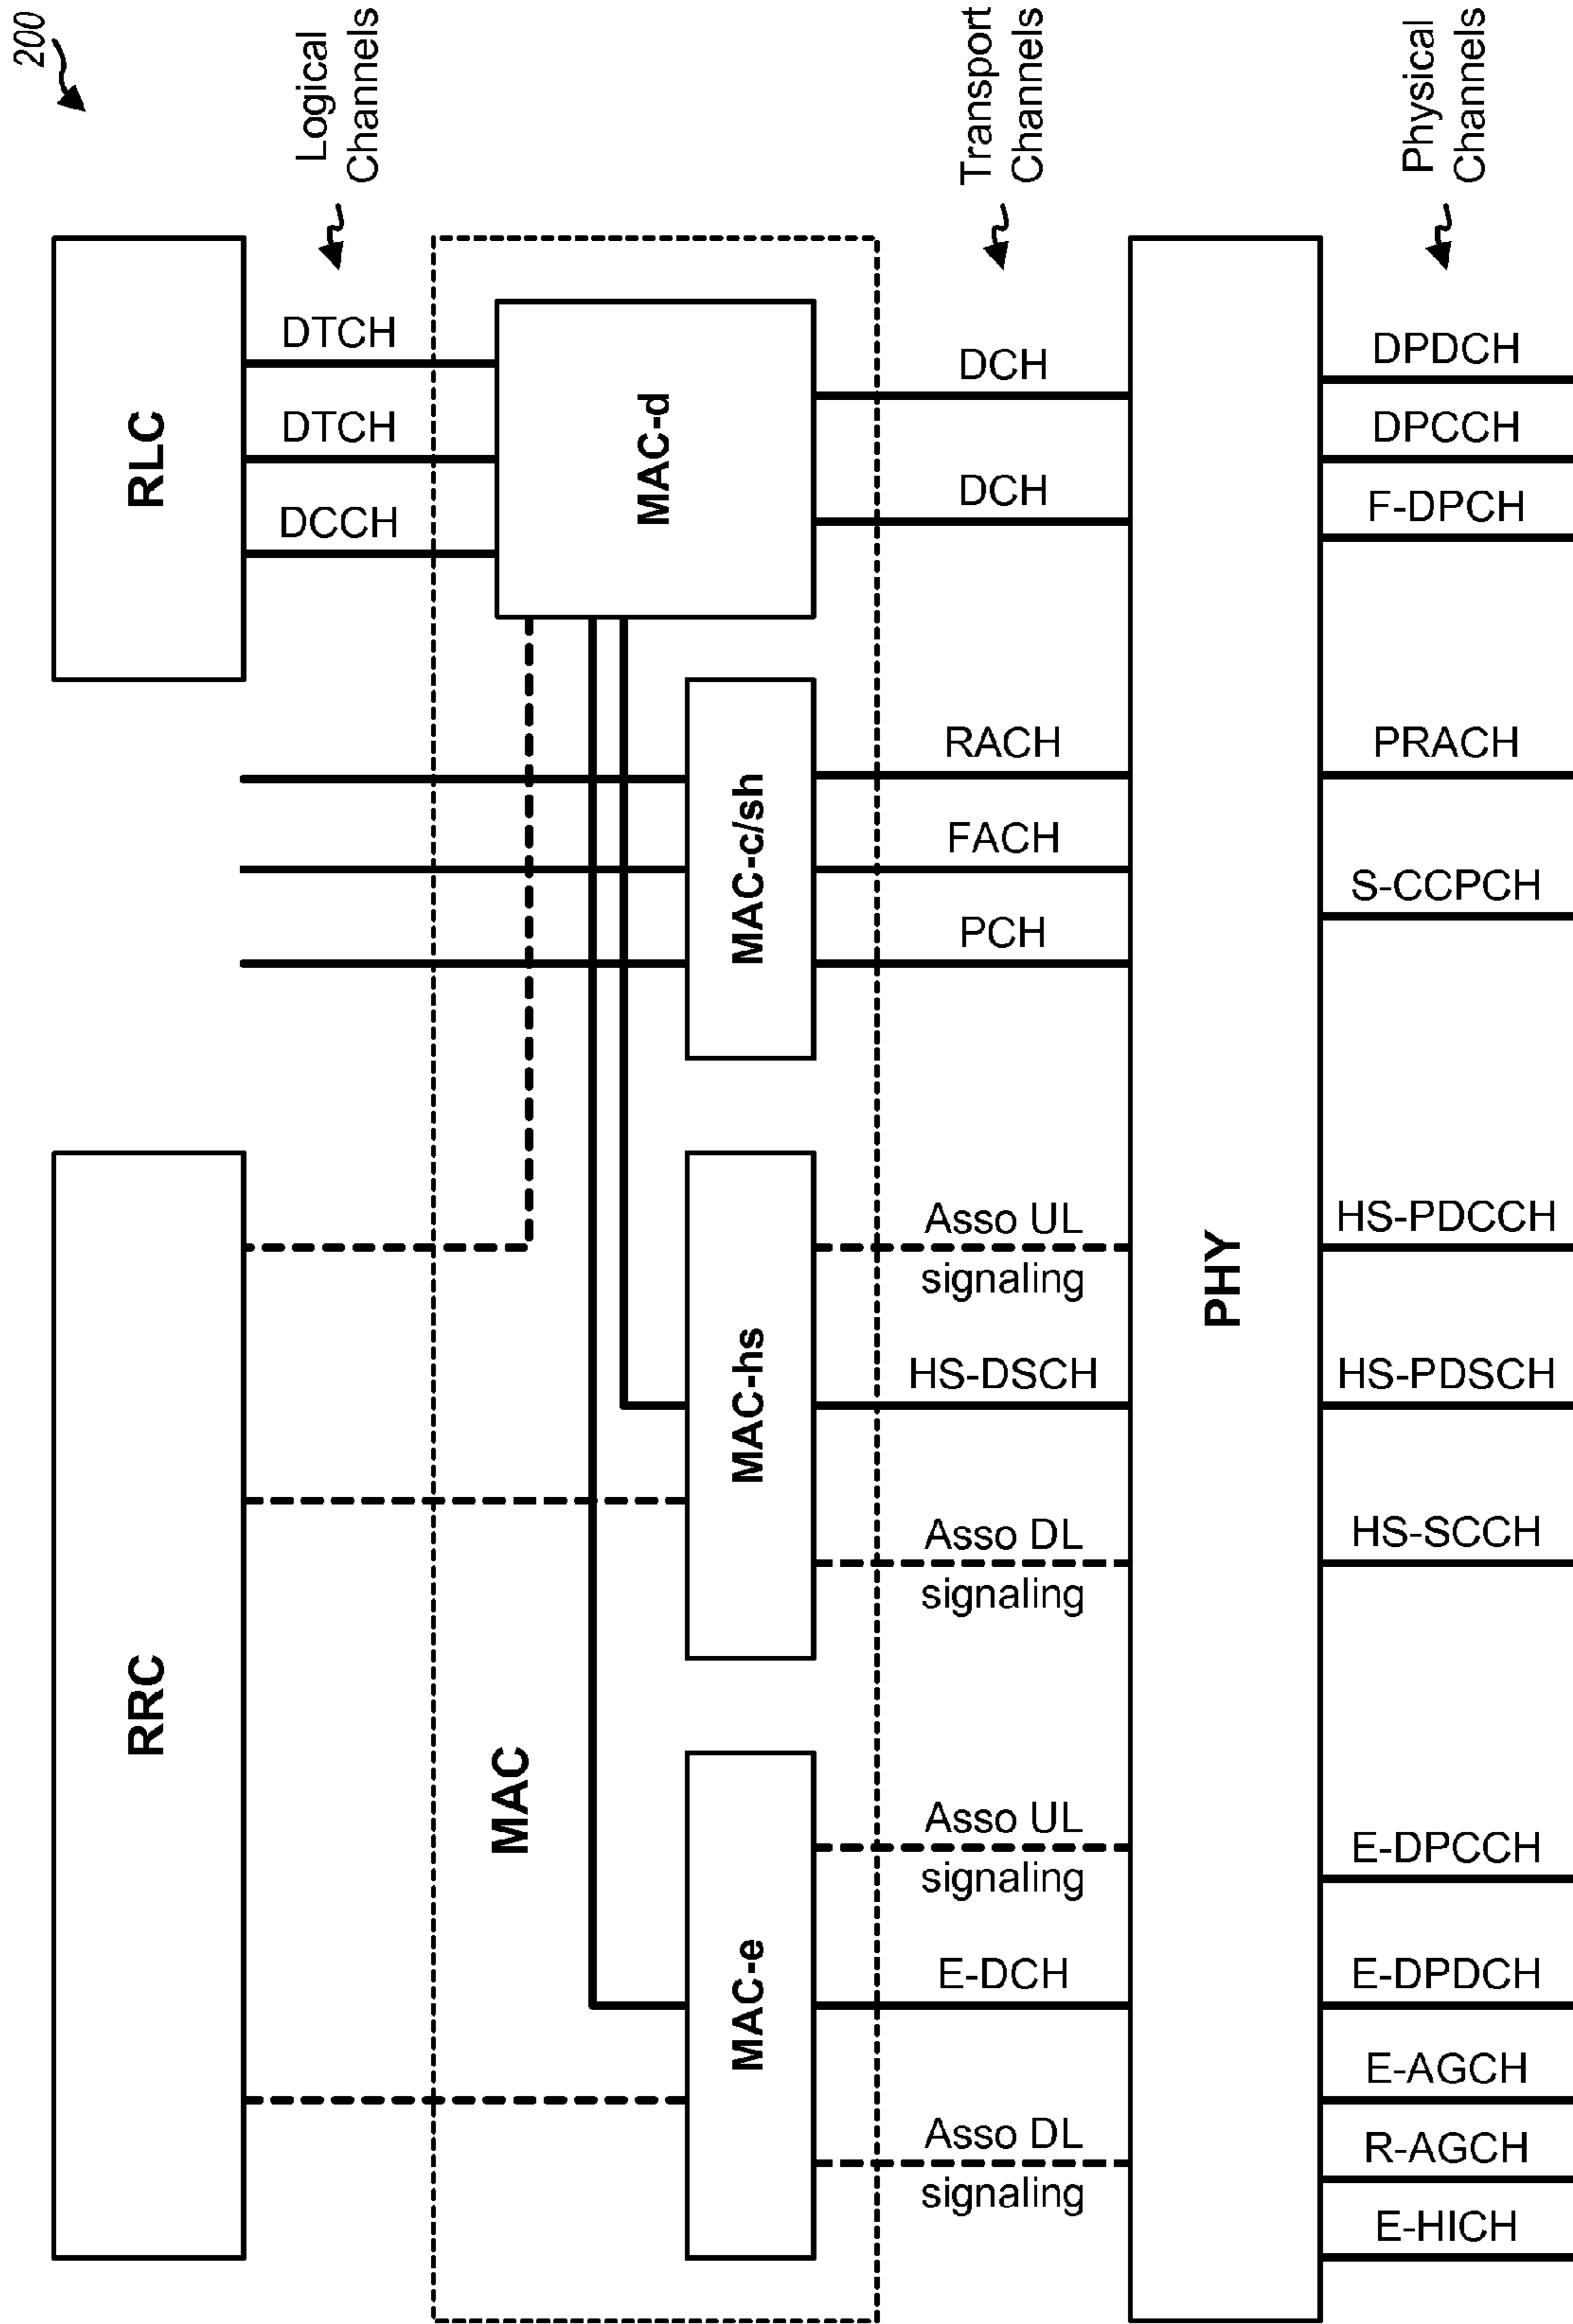 200
RRC
RLC
Logical
Channels
DCCH
DTCH
DTCH
MAC
MAC-d
MAC-e
MAC-hs
MAC-c/sh
Transport
Channels
Asso DL
signaling
E-DCH
Asso UL
signaling
Asso DL
signaling
HS-DSCH
Asso UL
signaling
PCH
FACH
RACH
DCH
DCH
PHY
Physical
Channels
E-HICH
R-AGCH
E-AGCH
E-DPDCH
E-DPCCH
HS-SCCH
HS-PDSCH
HS-PDCCH
S-CCPCH
PRACH
F-DPCH
DPCCH
DPDCH